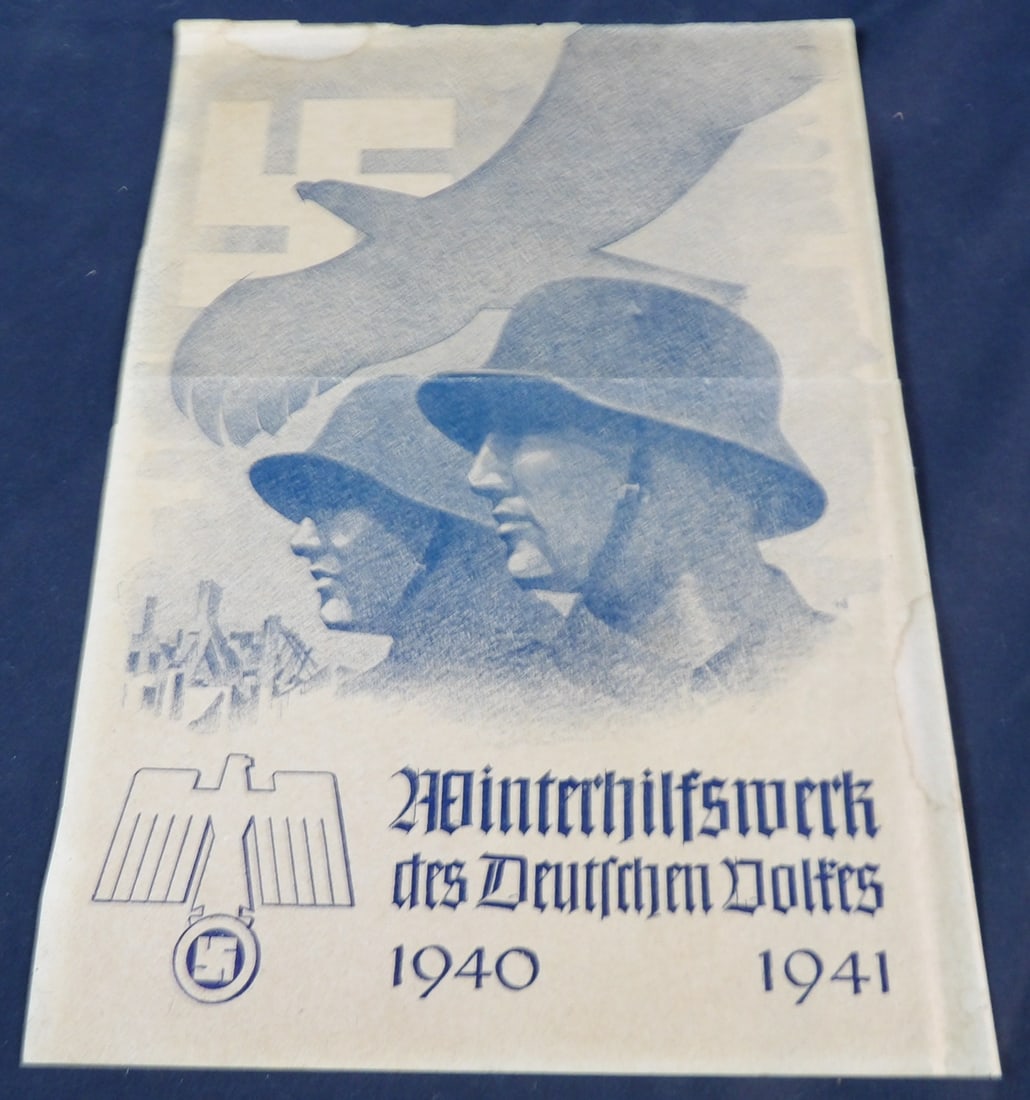 Winterhilfswerk
des Deutſchen Volkes
1940 1941